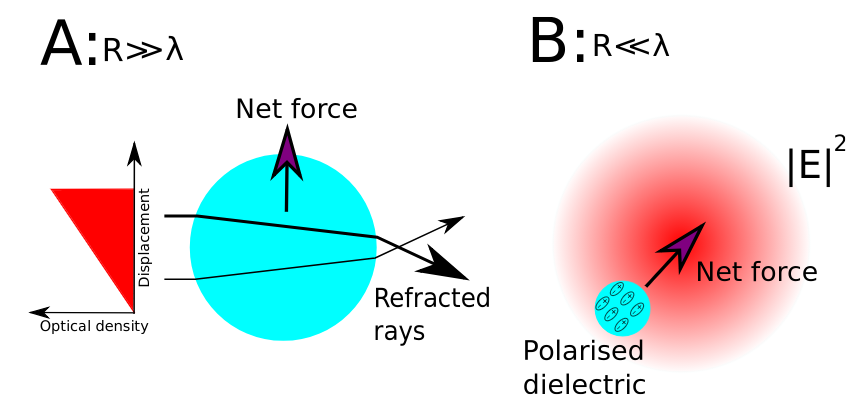 A: R≫λ
Net force
Displacement
Optical density
Refracted
rays
B: R≪λ
|E|²
Net force
Polarised
dielectric